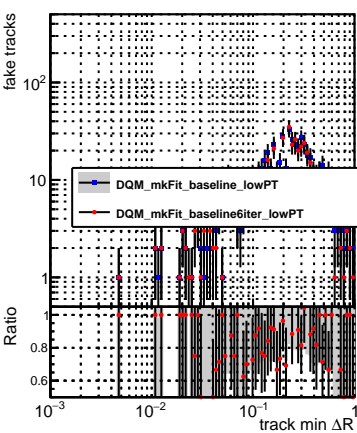 fake tracks
10²
10
1
DQM_mkFit_baseline_lowPT
DQM_mkFit_baseline6iter_lowPT
Ratio
1
0.8
0.6
10⁻³ 10⁻² 10⁻¹ 1
track min ΔR